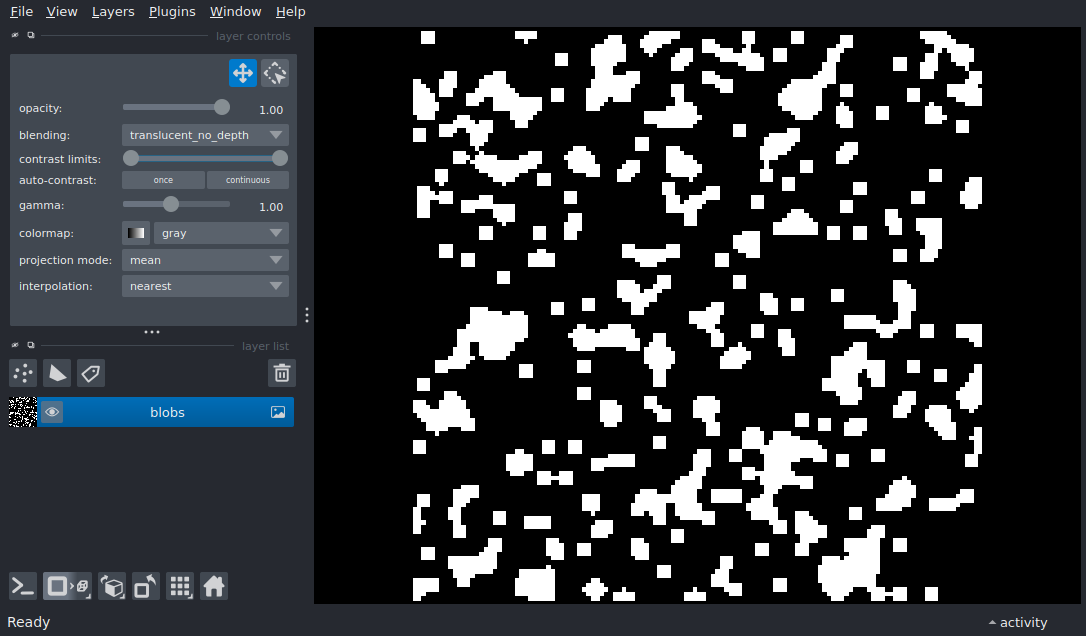 File View Layers Plugins Window Help
layer controls
opacity: 1.00
blending: translucent_no_depth
contrast limits:
auto-contrast: once continuous
gamma: 1.00
colormap: gray
projection mode: mean
interpolation: nearest
layer list
blobs
Ready activity